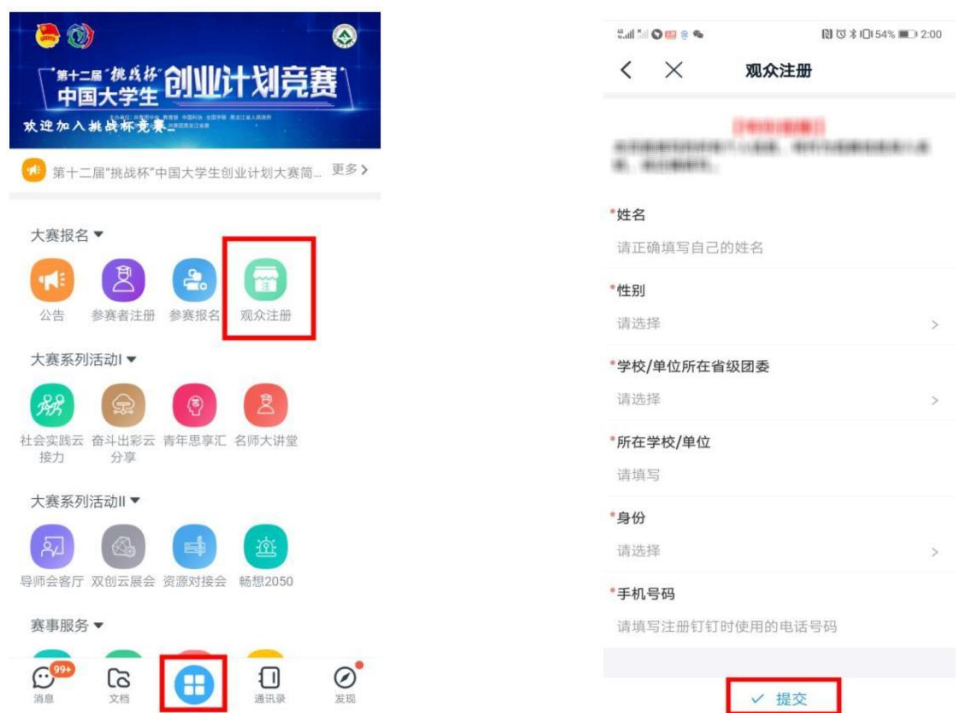 第十二届"挑战杯"
中国大学生
创业计划竞赛
欢迎加入挑战杯竞赛...
第十二届"挑战杯"中国大学生创业计划大赛简...
更多>
大赛报名▼
公告
参赛者注册
参赛报名
观众注册
大赛系列活动I▼
社会实践云
接力
奋斗出彩云
分享
青年思享汇
名师大讲堂
大赛系列活动II▼
导师会客厅
双创云展会
资源对接会
畅想2050
赛事服务▼
99+
消息
文档
通讯录
发现
54%
2:00
观众注册
*姓名
请正确填写自己的姓名
*性别
请选择
*学校/单位所在省级团委
请选择
*所在学校/单位
请填写
*身份
请选择
*手机号码
请填写注册钉钉时使用的电话号码
提交